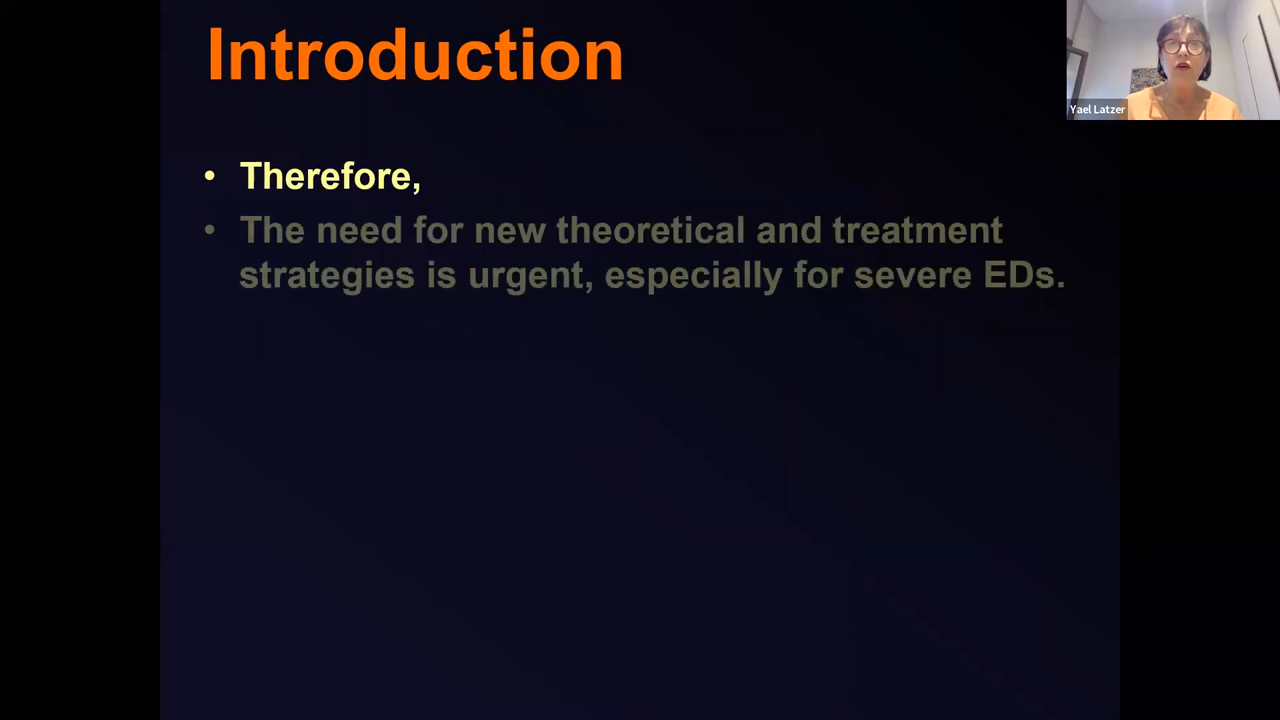 Introduction
Yael Latzer
• Therefore,
• The need for new theoretical and treatment
strategies is urgent, especially for severe EDs.